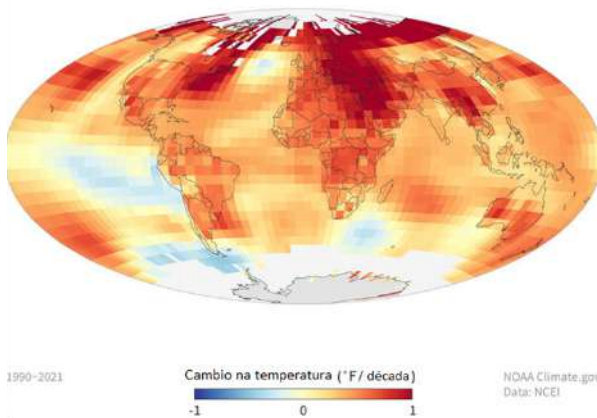 1990-2021
Cambio na temperatura (°F/ década)
-1 0 1
NOAA Climate.gov
Data: NCEI